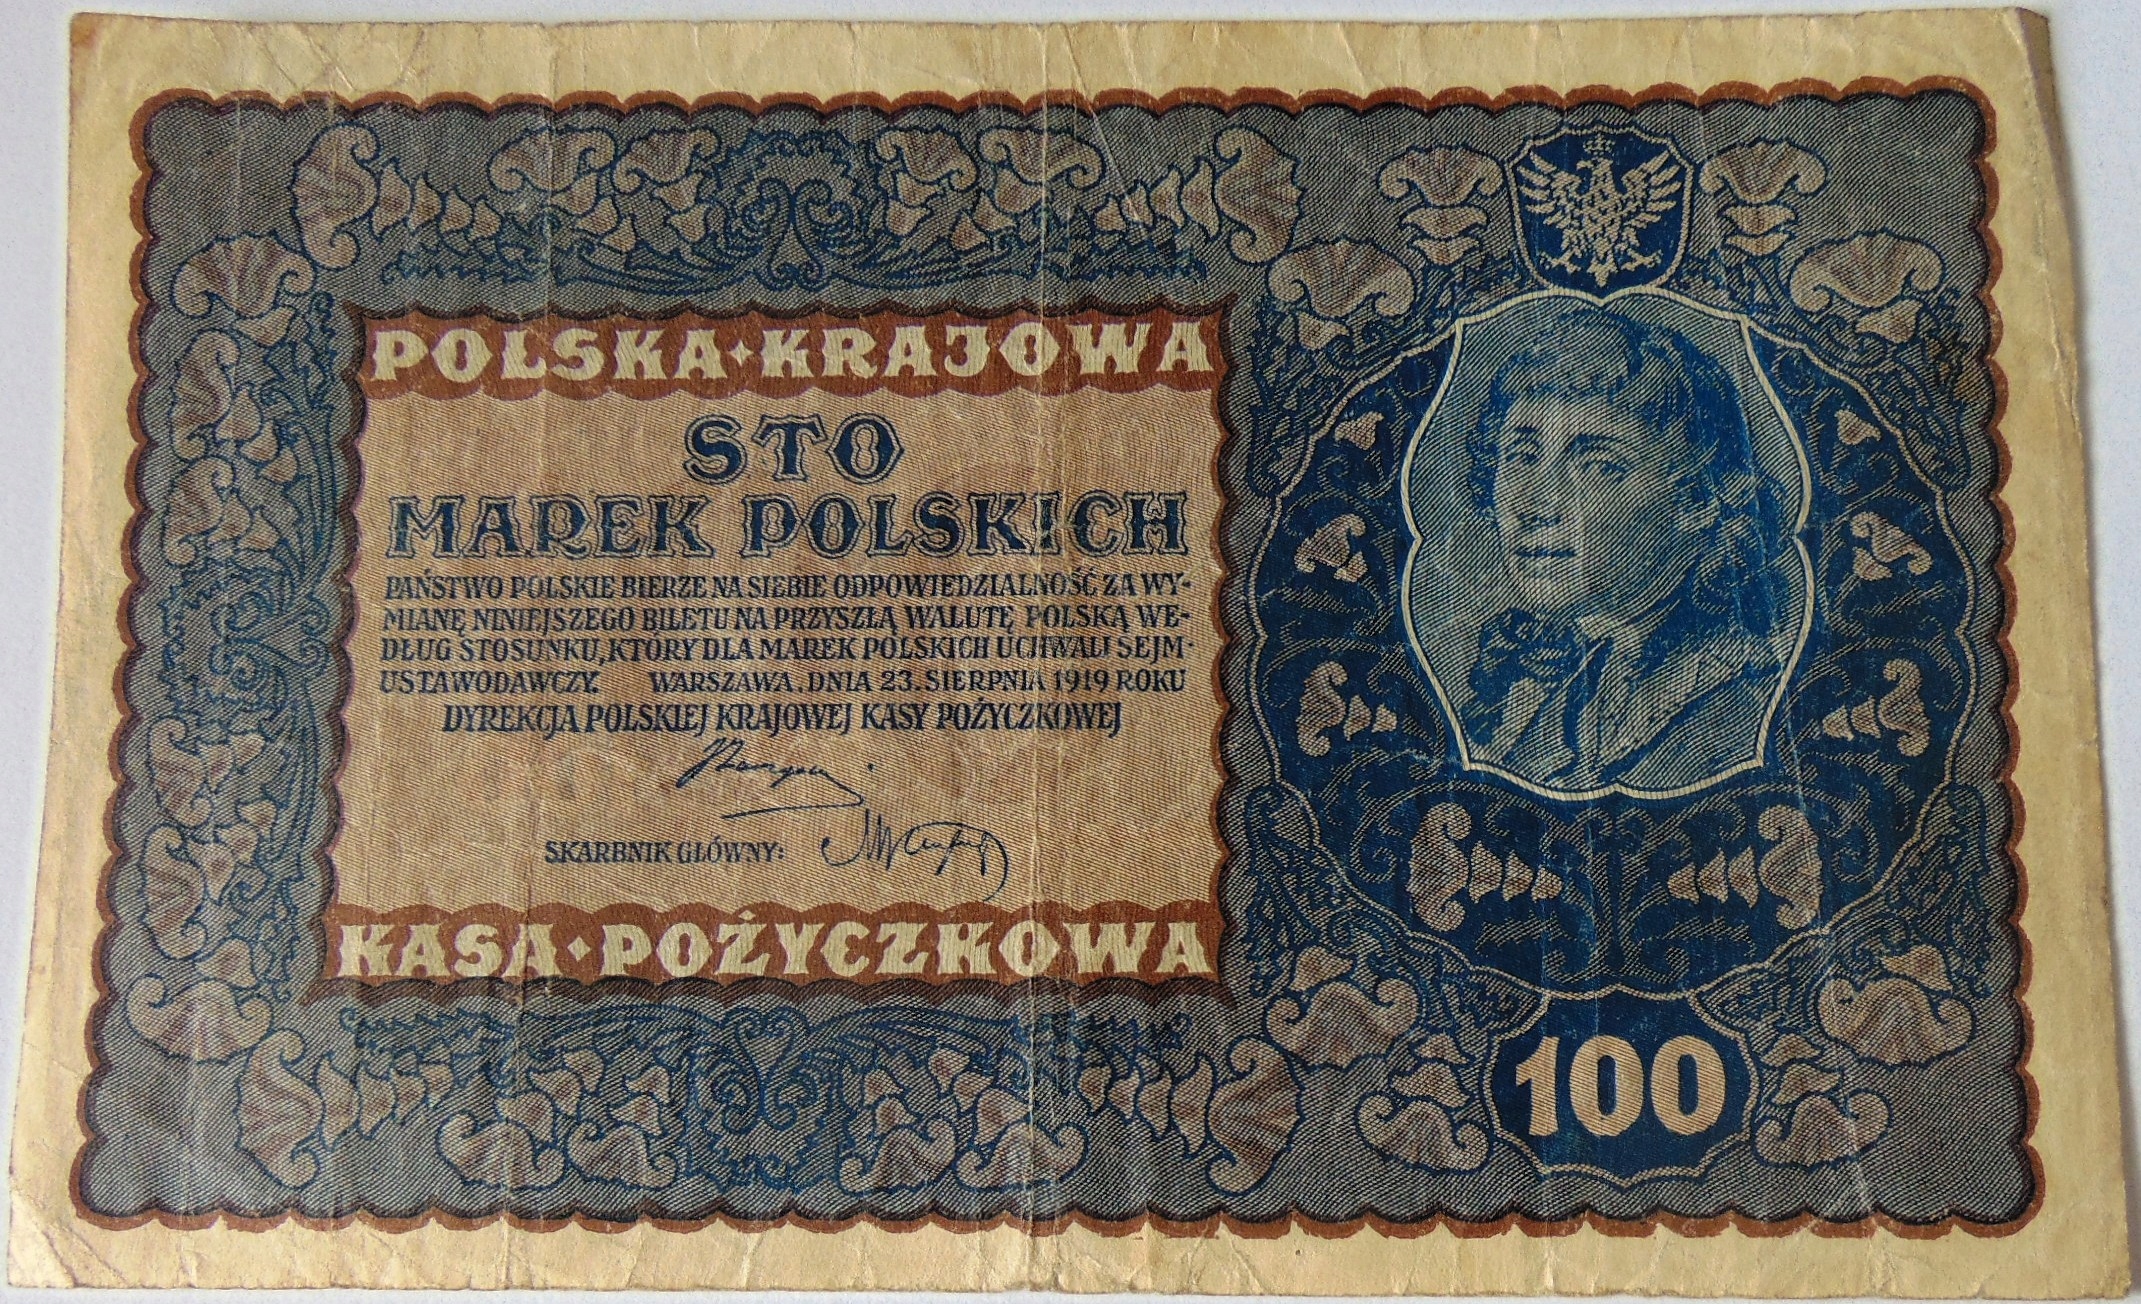 POLSKA · KRAJOWA
STO
MAREK POLSKICH
PAŃSTWO POLSKIE BIERZE NA SIEBIE ODPOWIEDZIALNOŚĆ ZA WY-
MIANĘ NINIEJSZEGO BILETU NA PRZYSZŁĄ WALUTĘ POLSKĄ WE-
DŁUG STOSUNKU, KTÓRY DLA MAREK POLSKICH UCHWALI SEJM-
USTAWODAWCZY. WARSZAWA, DNIA 23. SIERPNIA 1919 ROKU
DYREKCJA POLSKIEJ KRAJOWEJ KASY POŻYCZKOWEJ
SKARBNIK GŁÓWNY:
KASA · POŻYCZKOWA
100